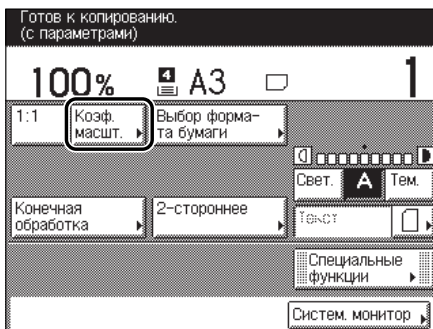 Готов к копированию.
(с параметрами)
100% 4 A3 1
1:1 Коэф. масшт. Выбор форма-
та бумаги
Свет. A Тем.
Конечная обработка 2-стороннее
Текст
Специальные
функции
Систем. монитор